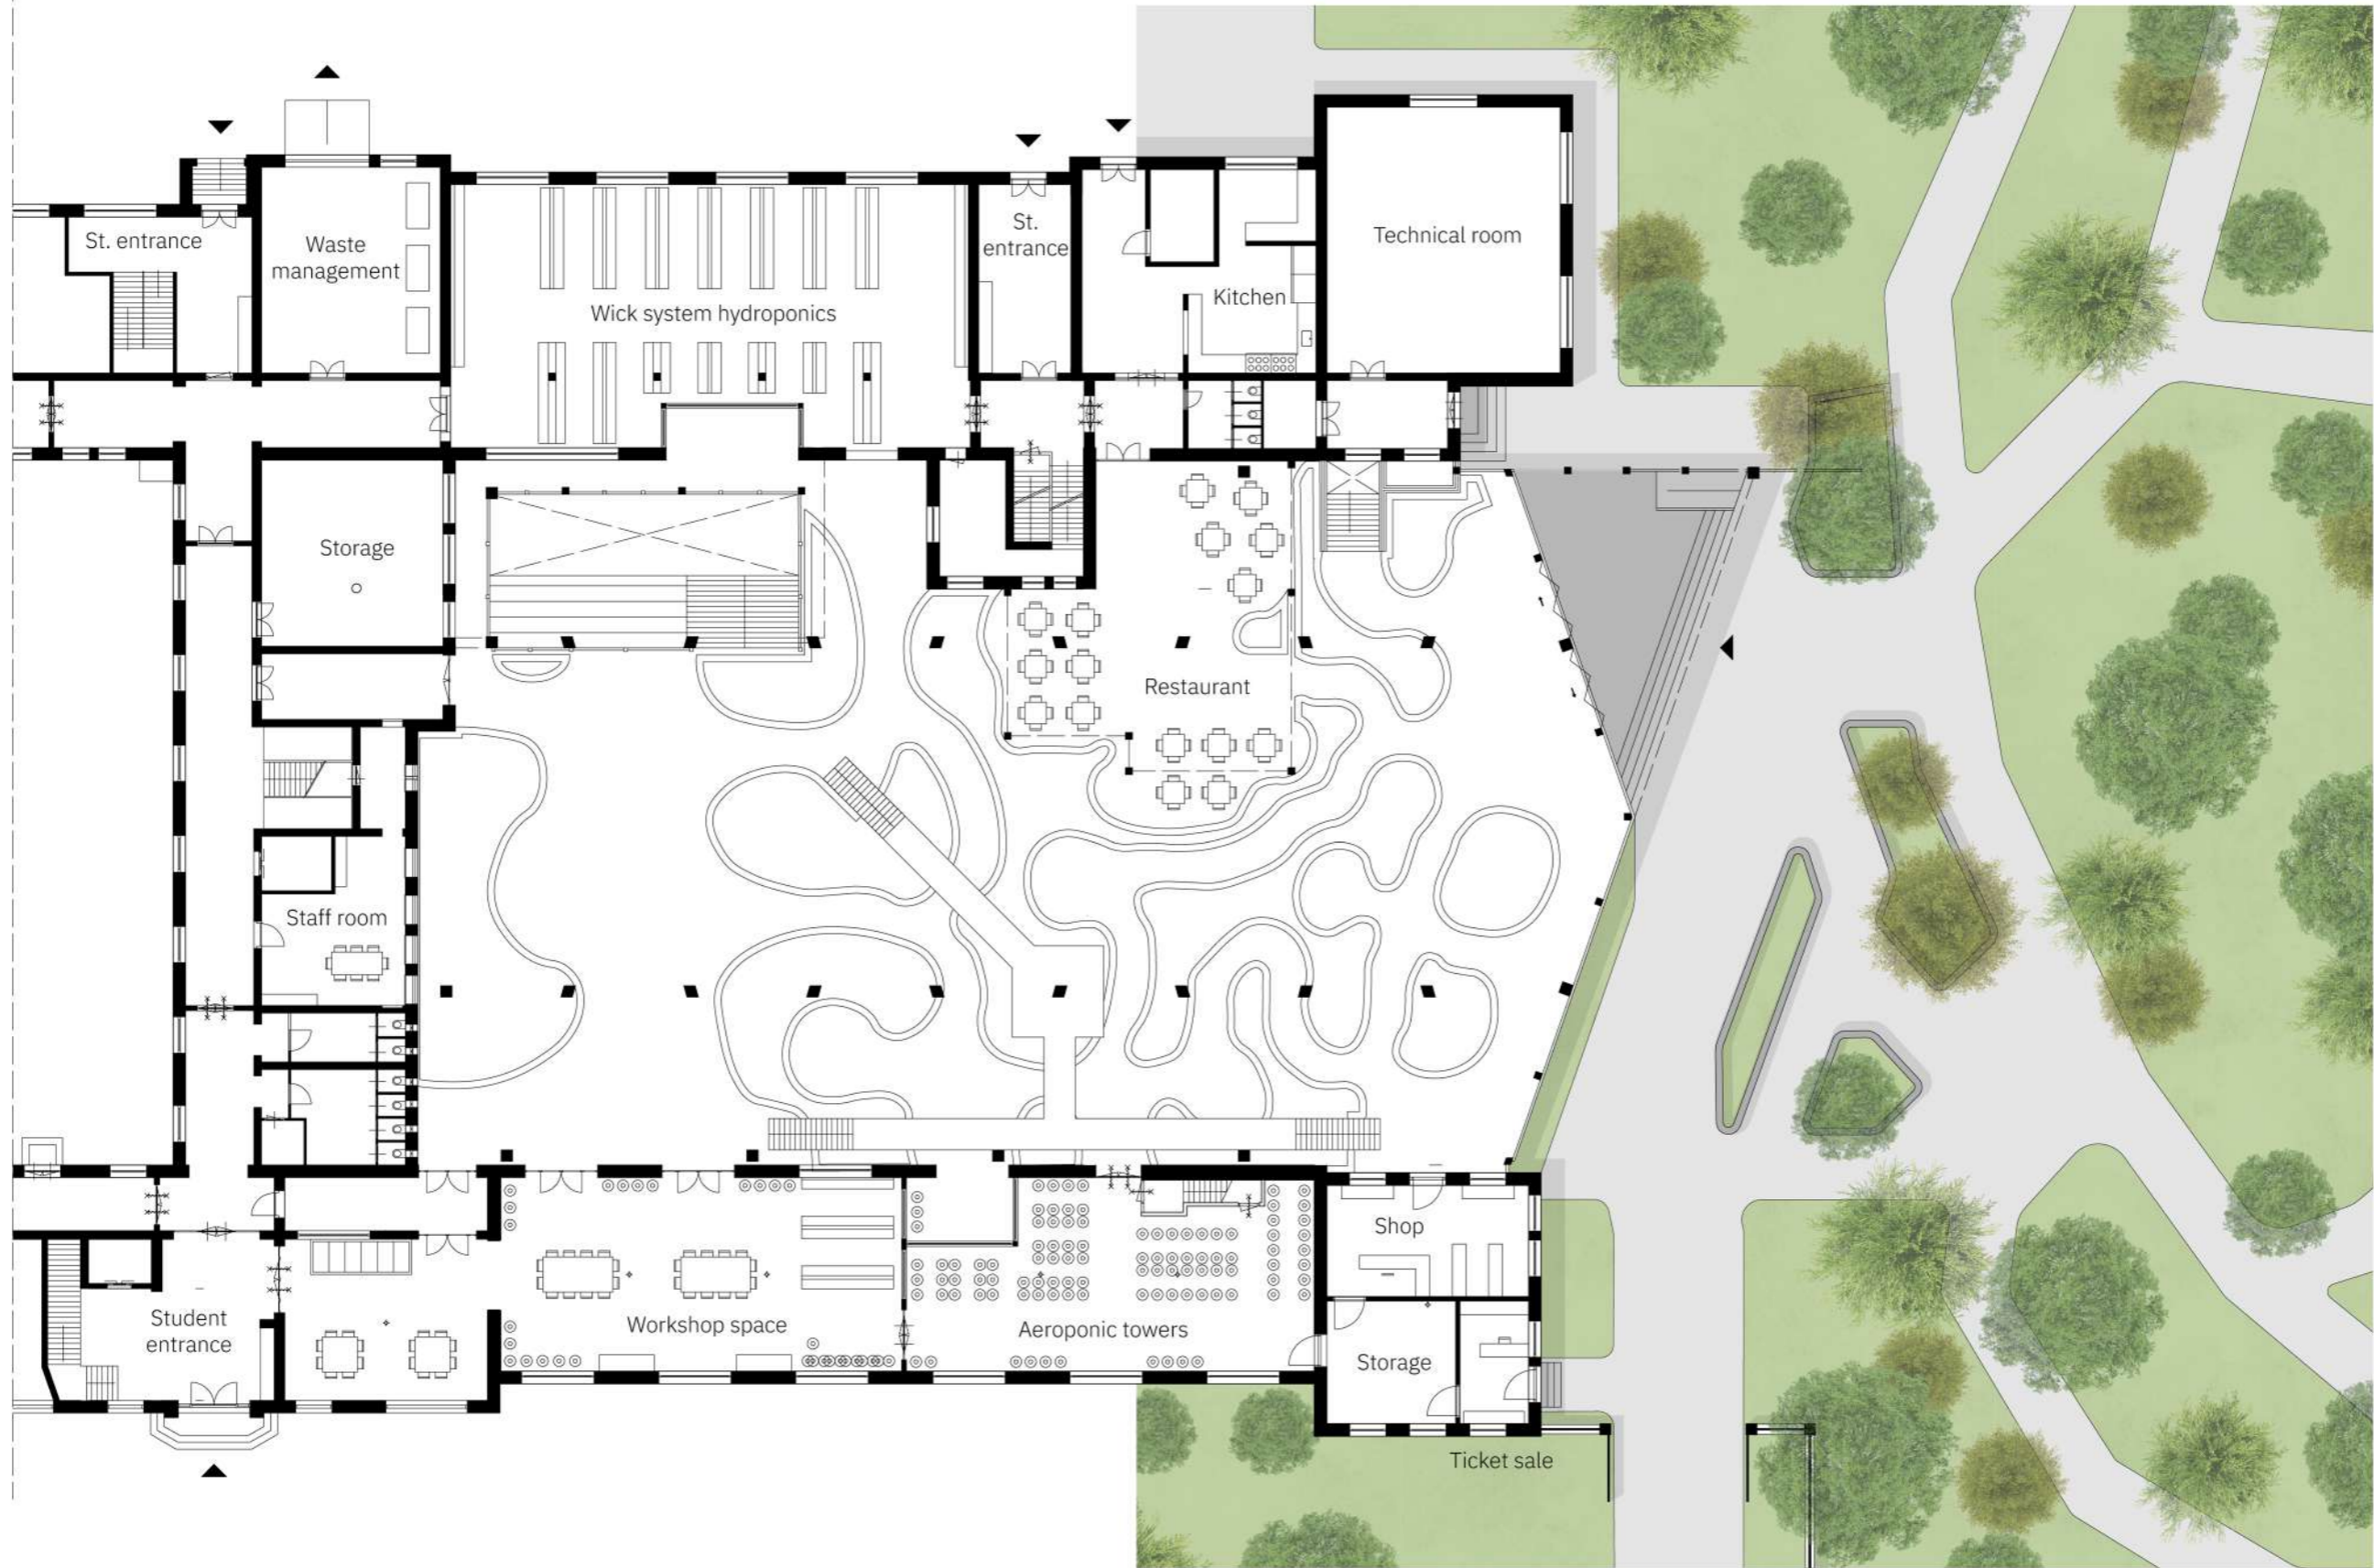 St. entrance
Waste
management
Wick system hydroponics
St.
entrance
Kitchen
Technical room
Storage
Restaurant
Staff room
Student
entrance
Workshop space
Aeroponic towers
Shop
Storage
Ticket sale